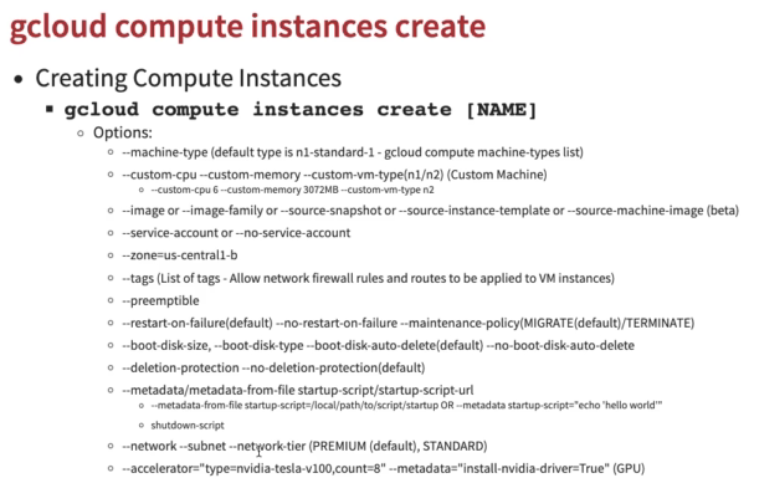 gcloud compute instances create
• Creating Compute Instances
▪ gcloud compute instances create [NAME]
○ Options:
○ --machine-type (default type is n1-standard-1 - gcloud compute machine-types list)
○ --custom-cpu --custom-memory --custom-vm-type(n1/n2) (Custom Machine)
○ --custom-cpu 6 --custom-memory 3072MB --custom-vm-type n2
○ --image or --image-family or --source-snapshot or --source-instance-template or --source-machine-image (beta)
○ --service-account or --no-service-account
○ --zone=us-central1-b
○ --tags (List of tags - Allow network firewall rules and routes to be applied to VM instances)
○ --preemptible
○ --restart-on-failure(default) --no-restart-on-failure --maintenance-policy(MIGRATE(default)/TERMINATE)
○ --boot-disk-size, --boot-disk-type --boot-disk-auto-delete(default) --no-boot-disk-auto-delete
○ --deletion-protection --no-deletion-protection(default)
○ --metadata/metadata-from-file startup-script/startup-script-url
○ --metadata-from-file startup-script=/local/path/to/script/startup OR --metadata startup-script="echo 'hello world'"
○ shutdown-script
○ --network --subnet --network-tier (PREMIUM (default), STANDARD)
○ --accelerator="type=nvidia-tesla-v100,count=8" --metadata="install-nvidia-driver=True" (GPU)